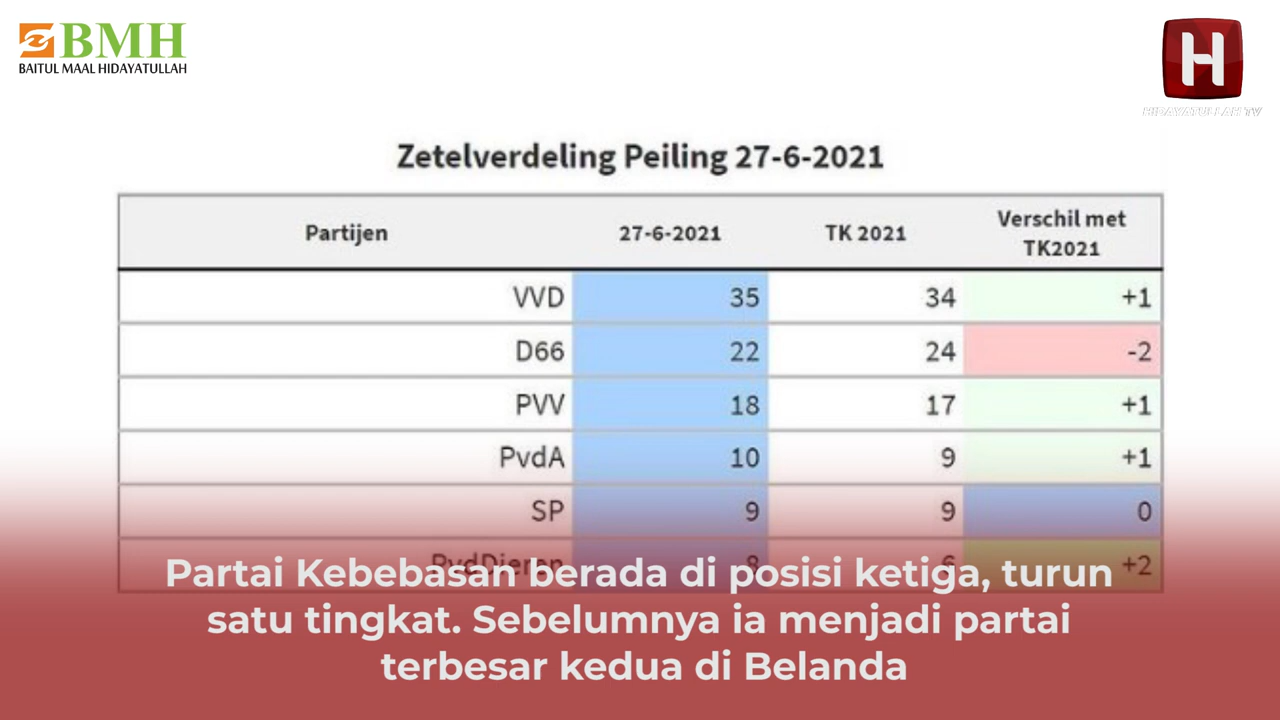 BMH
BAITUL MAAL HIDAYATULLAH
H
HIDAYATULLAH TV
Zetelverdeling Peiling 27-6-2021
Partijen 27-6-2021 TK 2021 Verschil met TK2021
VVD 35 34 +1
D66 22 24 -2
PVV 18 17 +1
PvdA 10 9 +1
SP 9 9 0
PvdDieren 8 6 +2
Partai Kebebasan berada di posisi ketiga, turun
satu tingkat. Sebelumnya ia menjadi partai
terbesar kedua di Belanda